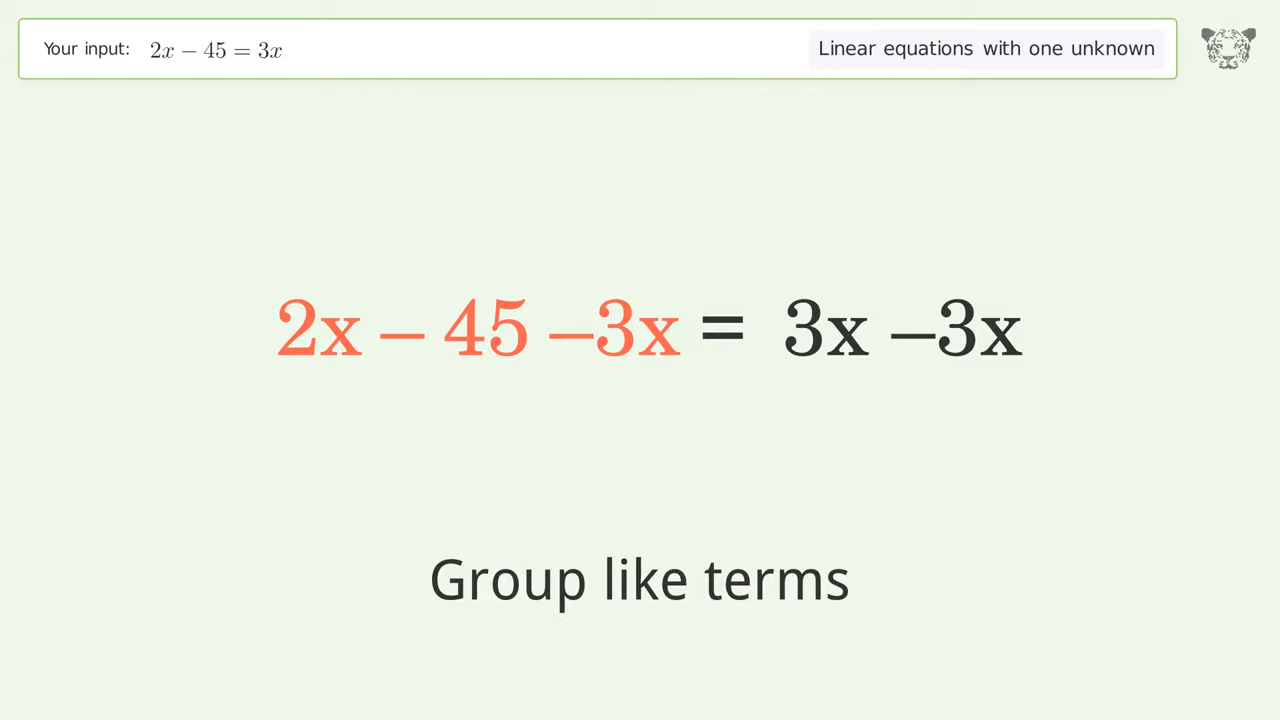 Your input: 2x − 45 = 3x
Linear equations with one unknown
2x − 45 −3x = 3x −3x
Group like terms